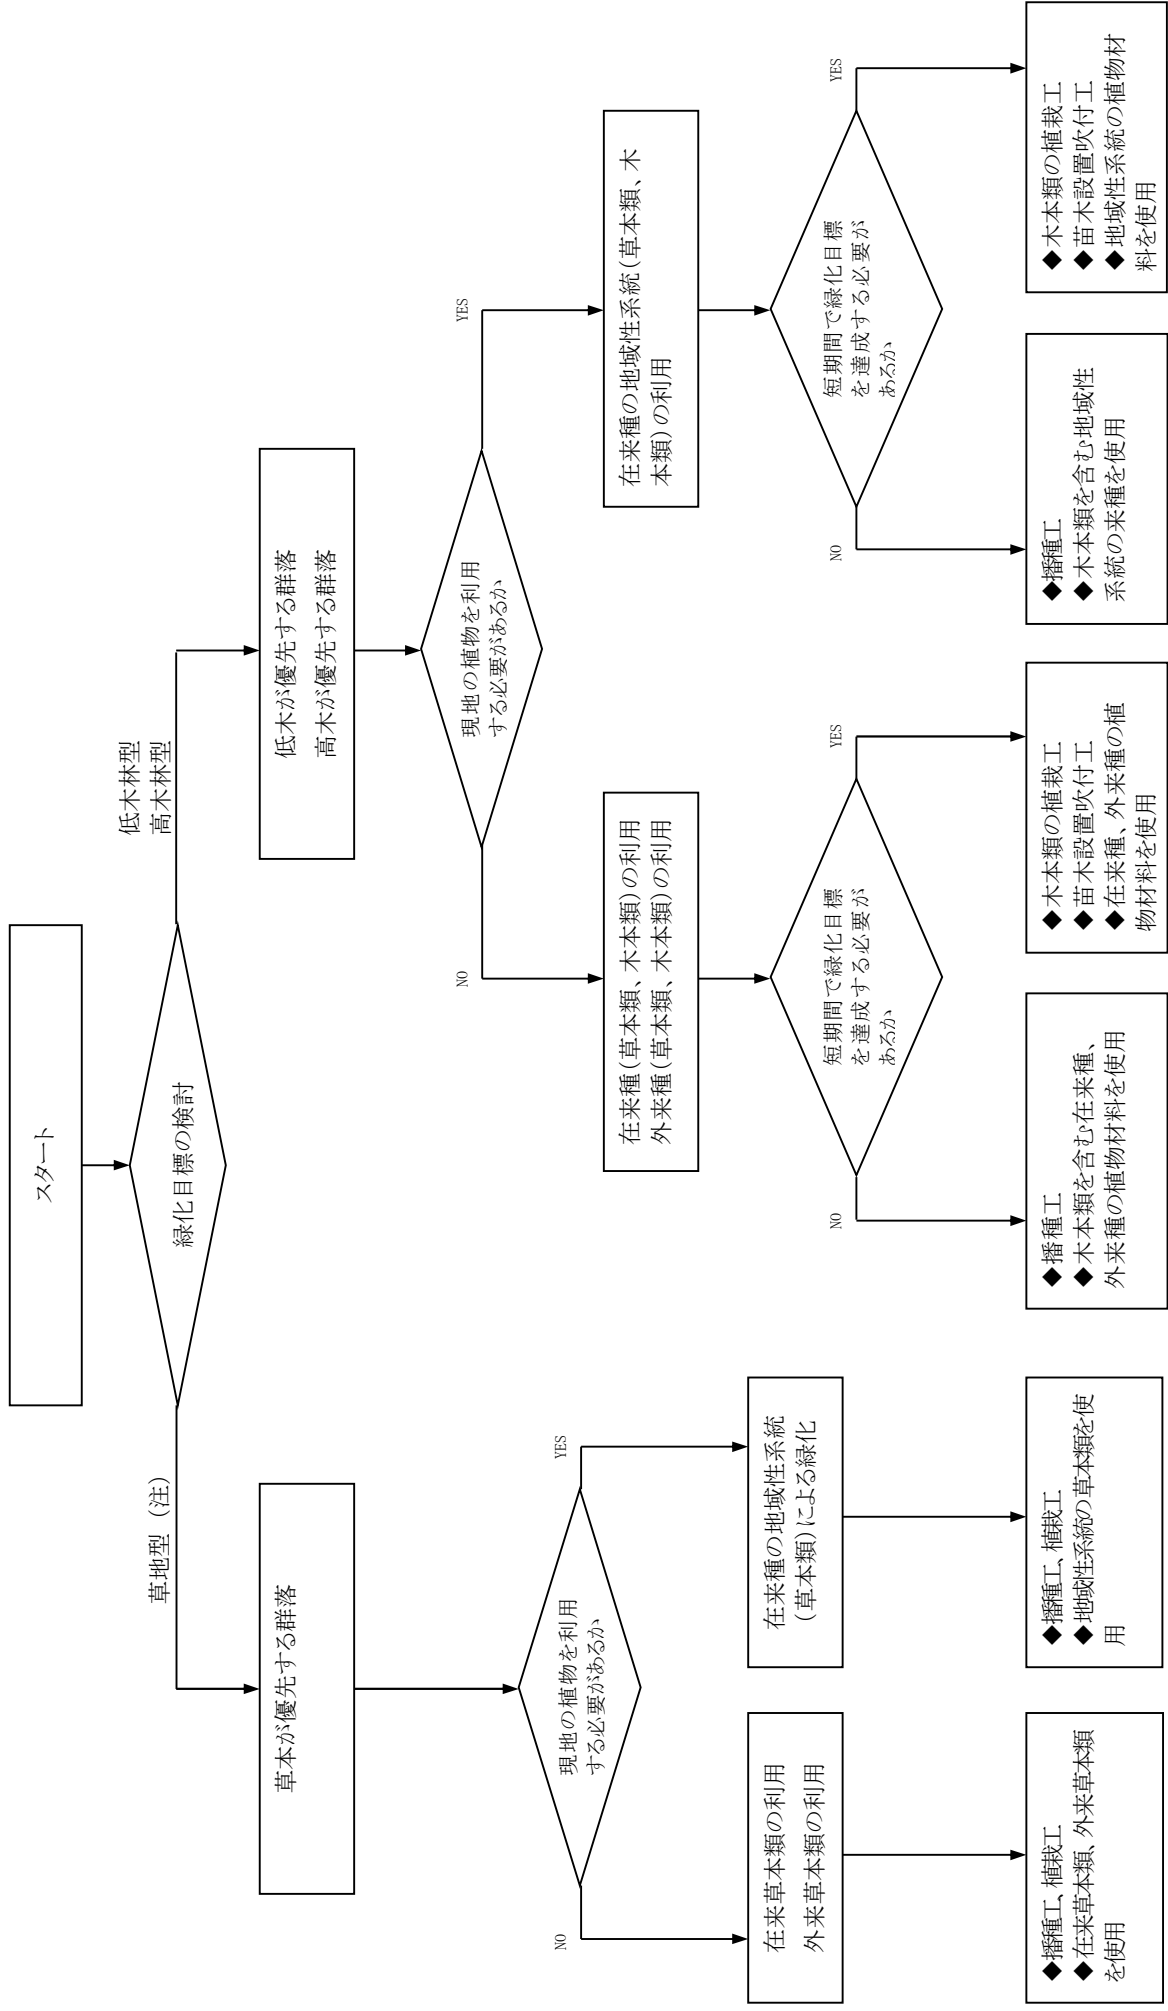 スタート
緑化目標の検討
草地型（注）
低木林型
高木林型
草本が優先する群落
低木が優先する群落
高木が優先する群落
現地の植物を利用
する必要があるか
NO
YES
現地の植物を利用
する必要があるか
NO
YES
在来草本類の利用
外来草本類の利用
在来種の地域性系統
(草本類)による緑化
在来種(草本類、木本類)の利用
外来種(草本類、木本類)の利用
在来種の地域性系統(草本類、木
本類)の利用
短期間で緑化目標
を達成する必要が
あるか
NO
YES
短期間で緑化目標
を達成する必要が
あるか
NO
YES
◆播種工、植栽工
◆在来草本類、外来草本類
を使用
◆播種工、植栽工
◆地域性系統の草本類を使
用
◆播種工
◆木本類を含む在来種、
外来種の植物材料を使用
◆木本類の植栽工
◆苗木設置吹付工
◆在来種、外来種の植
物材料を使用
◆播種工
◆木本類を含む地域性
系統の来種を使用
◆木本類の植栽工
◆苗木設置吹付工
◆地域性系統の植物材
料を使用